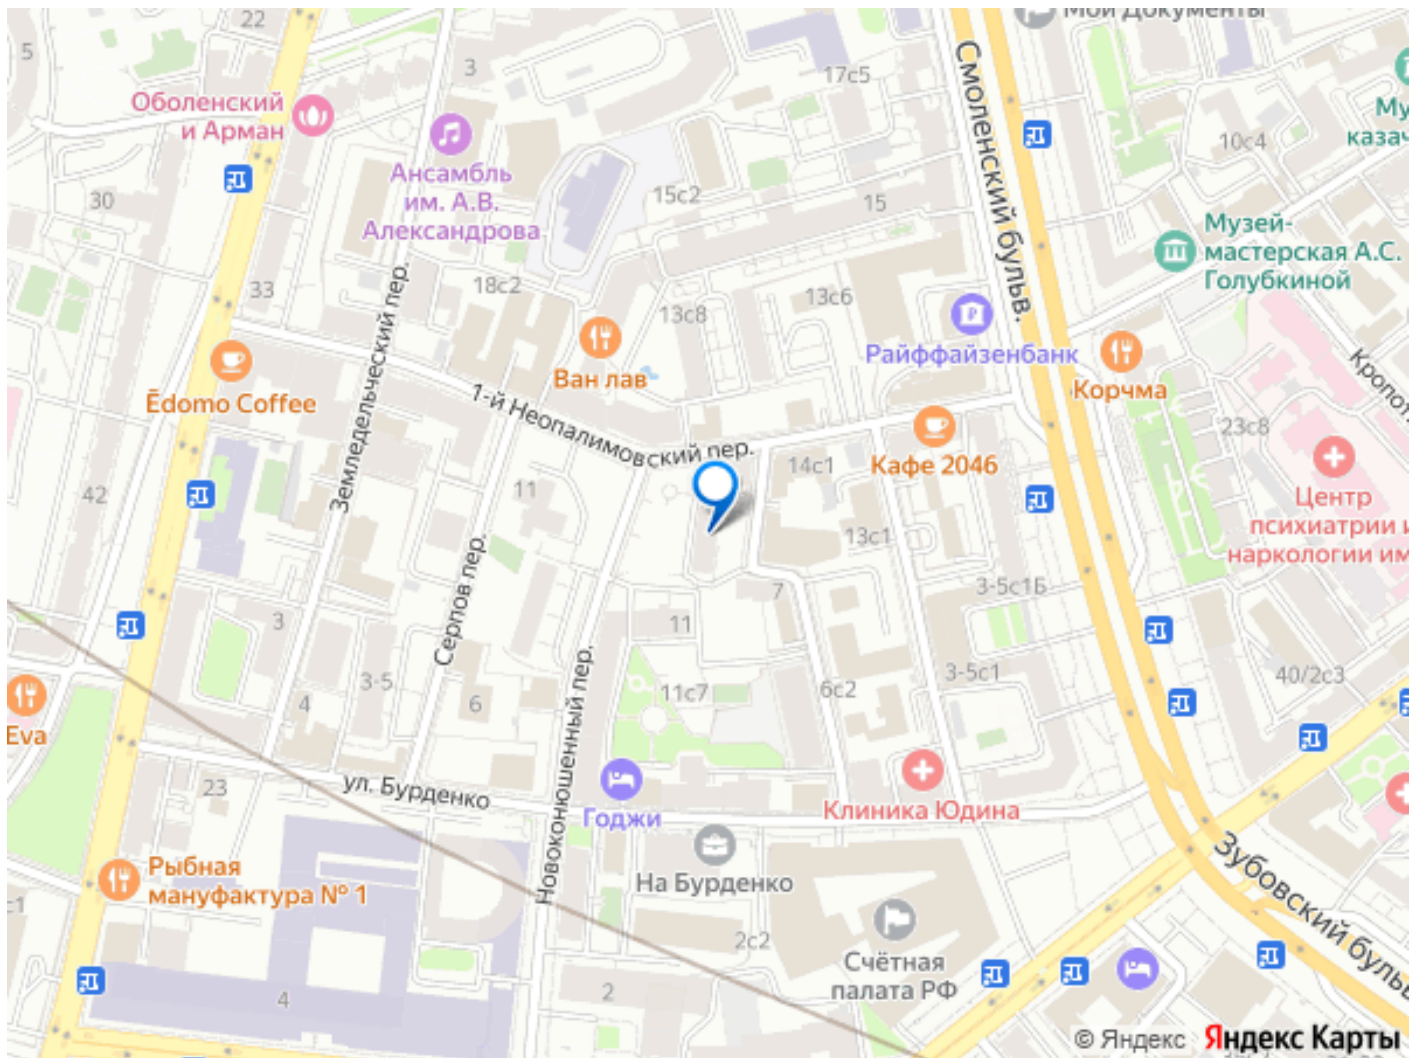 22
Мои Документы
5
3
17с5
Смоленский бульв.
Оболенский
и Арман
Му
казач
10с4
Ансамбль
им. А.В.
Александрова
30
15с2
15
Музей-
мастерская А.С.
Голубкиной
33
18с2
13с8
13с6
Земледельческий пер.
Райффайзенбанк
Ван лав
Корчма
Кропот
Ēdomo Coffee
1-й Неопалимовский пер.
23с8
14с1
Кафе 2046
42
11
13с1
Центр
психиатрии и
наркологии им
Серпов пер.
3-5с1Б
7
3
11
3-5
11с7
6с2
3-5с1
40/2с3
4
6
Eva
Новоконюшенный пер.
ул. Бурденко
23
Годжи
Клиника Юдина
Рыбная
мануфактура № 1
На Бурденко
Зубовский бульв
с1
2с2
Счётная
палата РФ
4
2
© Яндекс Яндекс Карты